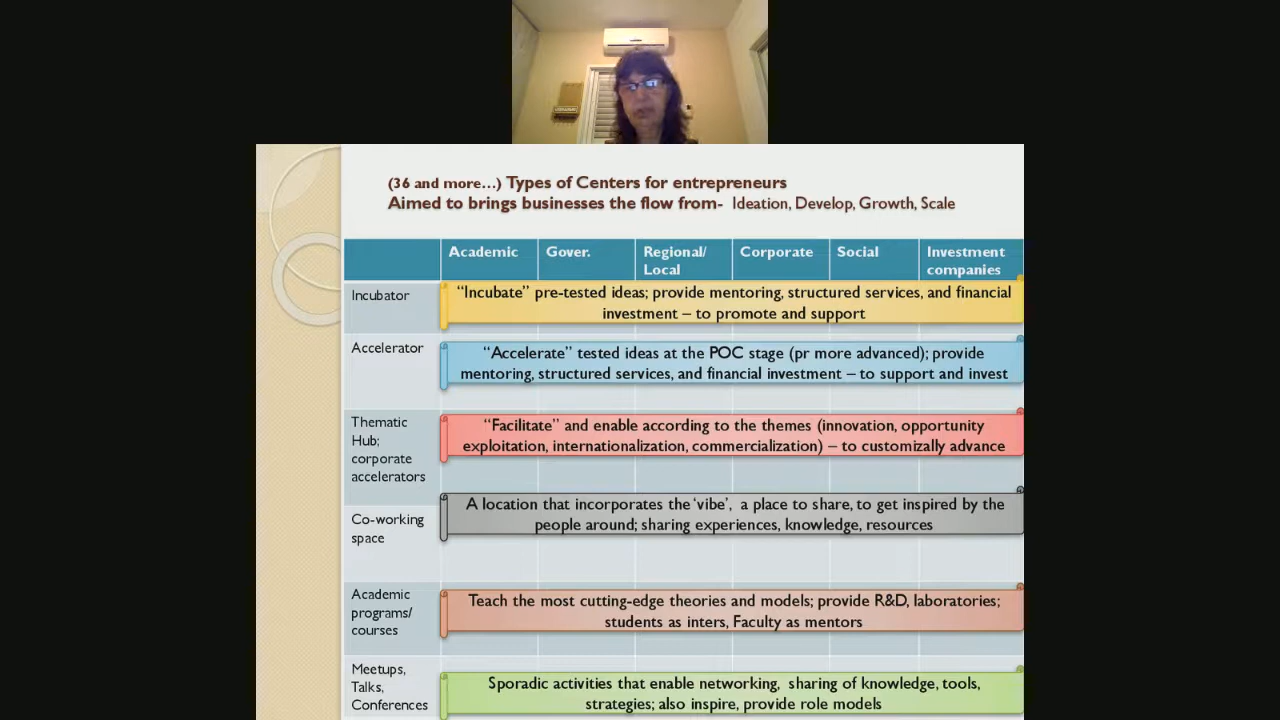 (36 and more...) Types of Centers for entrepreneurs
Aimed to brings businesses the flow from- Ideation, Develop, Growth, Scale
Academic
Gover.
Regional/
Local
Corporate
Social
Investment
companies
Incubator
“Incubate” pre-tested ideas; provide mentoring, structured services, and financial
investment – to promote and support
Accelerator
“Accelerate” tested ideas at the POC stage (pr more advanced); provide
mentoring, structured services, and financial investment – to support and invest
Thematic
Hub;
corporate
accelerators
“Facilitate” and enable according to the themes (innovation, opportunity
exploitation, internationalization, commercialization) – to customizally advance
Co-working
space
A location that incorporates the ‘vibe’, a place to share, to get inspired by the
people around; sharing experiences, knowledge, resources
Academic
programs/
courses
Teach the most cutting-edge theories and models; provide R&D, laboratories;
students as inters, Faculty as mentors
Meetups,
Talks,
Conferences
Sporadic activities that enable networking, sharing of knowledge, tools,
strategies; also inspire, provide role models